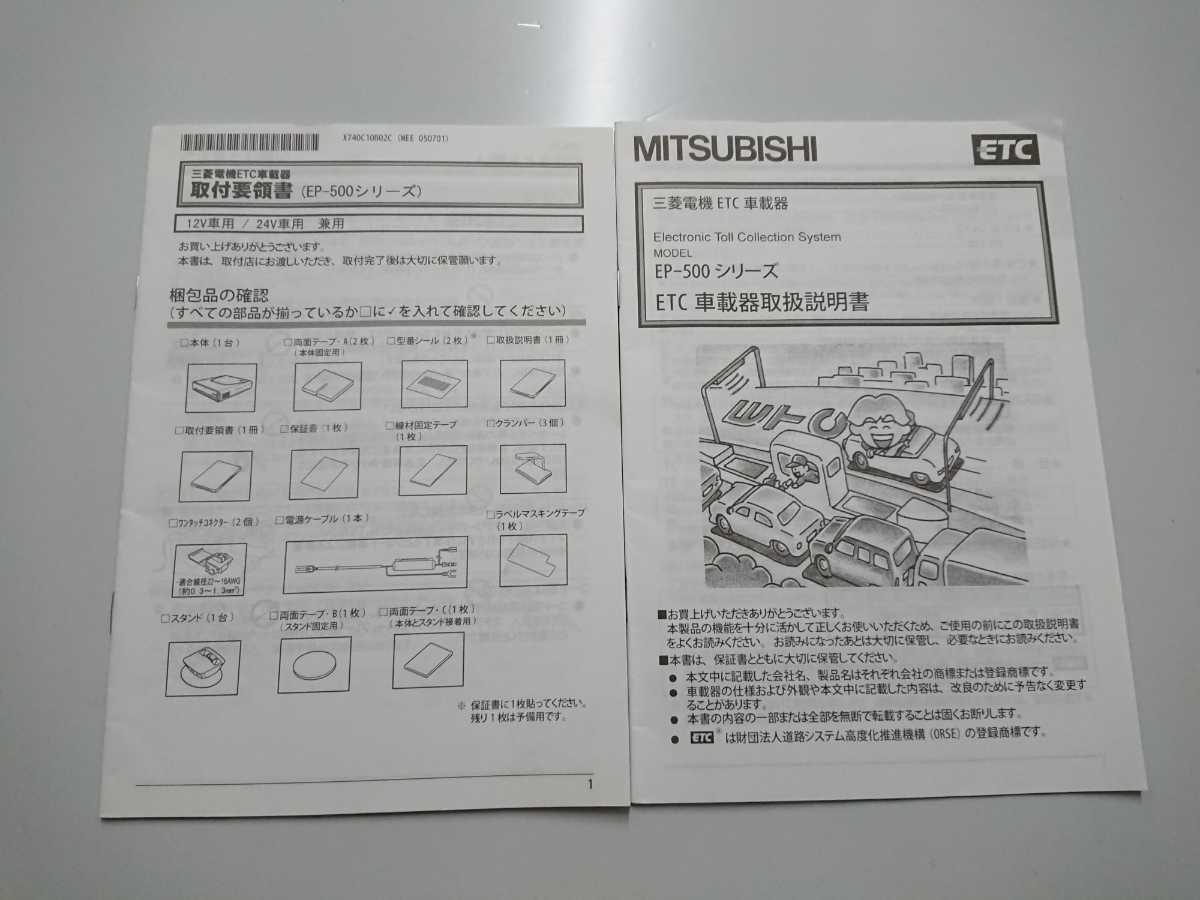 X740C10802C (MEE 050701)
三菱電機ETC車載器
取付要領書(EP-500シリーズ)
12V車用 / 24V車用 兼用
お買い上げありがとうございます。
本書は、取付店にお渡しいただき、取付完了後は大切に保管願います。
梱包品の確認
(すべての部品が揃っているか□に✓を入れて確認してください)
□本体(1台)
□両面テープ・A(2枚)
(本体固定用)
□型番シール(2枚)※
□取扱説明書(1冊)
□取付要領書(1冊)
□保証書(1枚)
□線材固定テープ
(1枚)
□クランパー(3個)
□ワンタッチコネクター(2個)
適合線径22~16AWG
(約0.3~1.3mm²)
□電源ケーブル(1本)
□ラベルマスキングテープ
(1枚)
□スタンド(1台)
□両面テープ・B(1枚)
(スタンド固定用)
□両面テープ・C(1枚)
(本体とスタンド接着用)
※ 保証書に1枚貼ってください。
残り1枚は予備用です。
1
MITSUBISHI
ETC
三菱電機 ETC 車載器
Electronic Toll Collection System
MODEL
EP-500 シリーズ
ETC 車載器取扱説明書
ETC
■お買上げいただきありがとうございます。
本製品の機能を十分に活かして正しくお使いいただくため、ご使用の前にこの取扱説明書
をよくお読みください。 お読みになったあとは大切に保管し、必要なときにお読みください。
■本書は、保証書とともに大切に保管してください。
● 本文中に記載した会社名、製品名はそれぞれ会社の商標または登録商標です。
● 車載器の仕様および外観や本文中に記載した内容は、改良のために予告なく変更す
ることがあります。
● 本書の内容の一部または全部を無断で転載することは固くお断りします。
● ETC® は財団法人道路システム高度化推進機構(ORSE)の登録商標です。